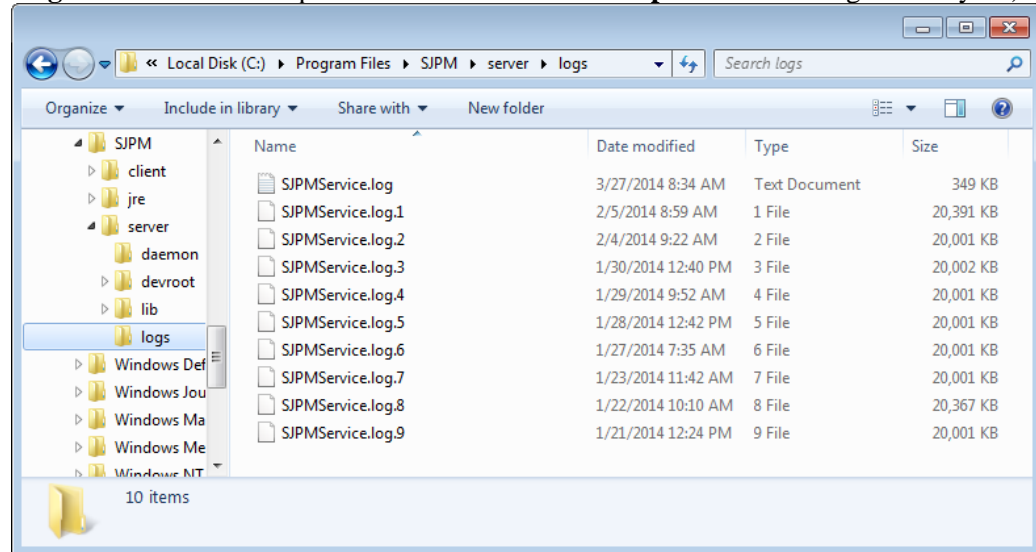 « Local Disk (C:) ▸ Program Files ▸ SJPM ▸ server ▸ logs Search logs
Organize Include in library Share with New folder
SJPM
client
jre
server
daemon
devroot
lib
logs
Windows Def
Windows Jou
Windows Ma
Windows Me
Windows NT
Name Date modified Type Size
SJPMService.log 3/27/2014 8:34 AM Text Document 349 KB
SJPMService.log.1 2/5/2014 8:59 AM 1 File 20,391 KB
SJPMService.log.2 2/4/2014 9:22 AM 2 File 20,001 KB
SJPMService.log.3 1/30/2014 12:40 PM 3 File 20,002 KB
SJPMService.log.4 1/29/2014 9:52 AM 4 File 20,001 KB
SJPMService.log.5 1/28/2014 12:42 PM 5 File 20,001 KB
SJPMService.log.6 1/27/2014 7:35 AM 6 File 20,001 KB
SJPMService.log.7 1/23/2014 11:42 AM 7 File 20,001 KB
SJPMService.log.8 1/22/2014 10:10 AM 8 File 20,367 KB
SJPMService.log.9 1/21/2014 12:24 PM 9 File 20,001 KB
10 items